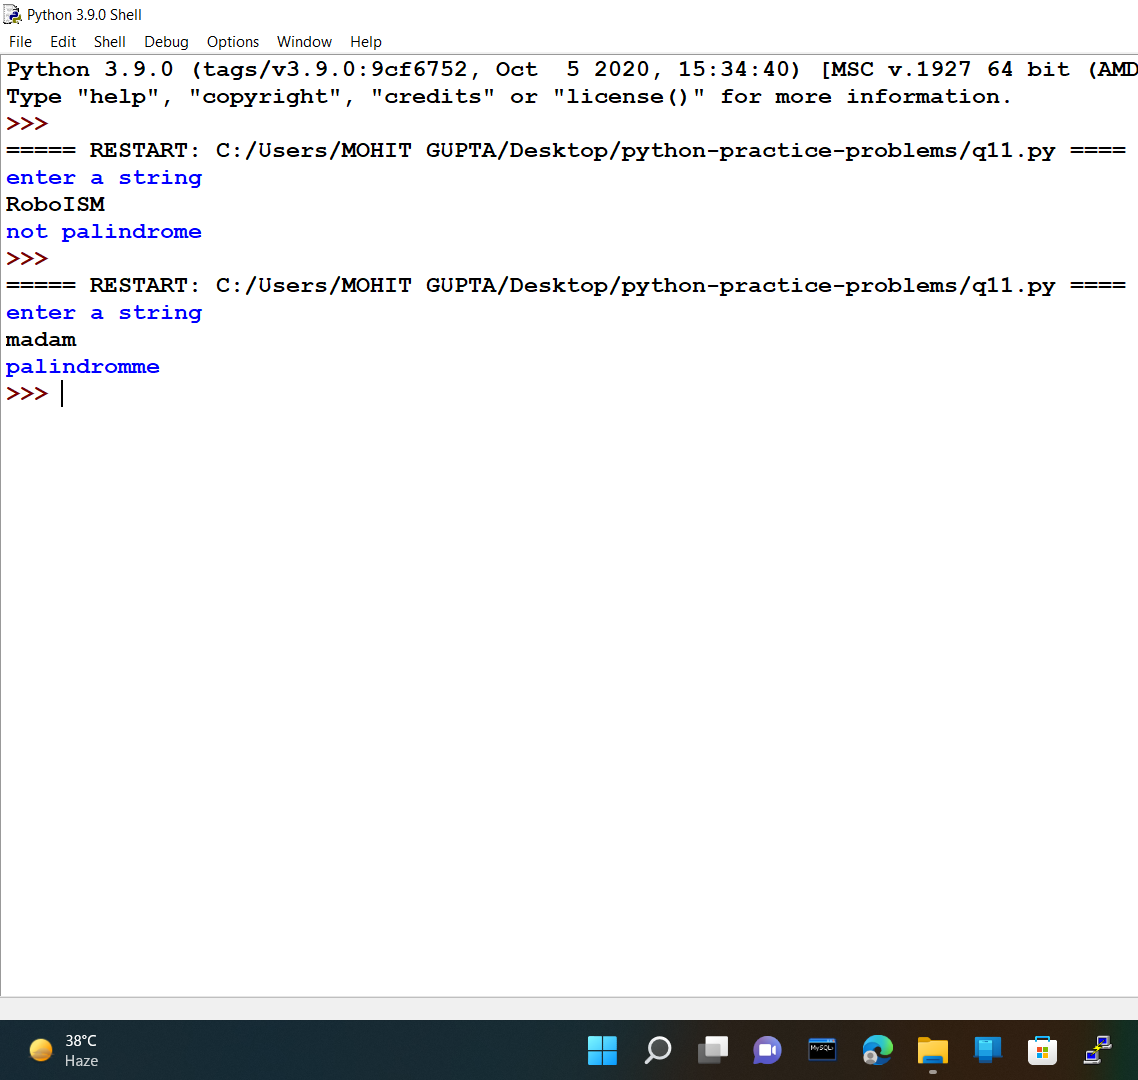 Python 3.9.0 Shell
File Edit Shell Debug Options Window Help
Python 3.9.0 (tags/v3.9.0:9cf6752, Oct  5 2020, 15:34:40) [MSC v.1927 64 bit (AMD
Type "help", "copyright", "credits" or "license()" for more information.
>>>
===== RESTART: C:/Users/MOHIT GUPTA/Desktop/python-practice-problems/q11.py ====
enter a string
RoboISM
not palindrome
>>>
===== RESTART: C:/Users/MOHIT GUPTA/Desktop/python-practice-problems/q11.py ====
enter a string
madam
palindromme
>>>
38°C
Haze
MySQL